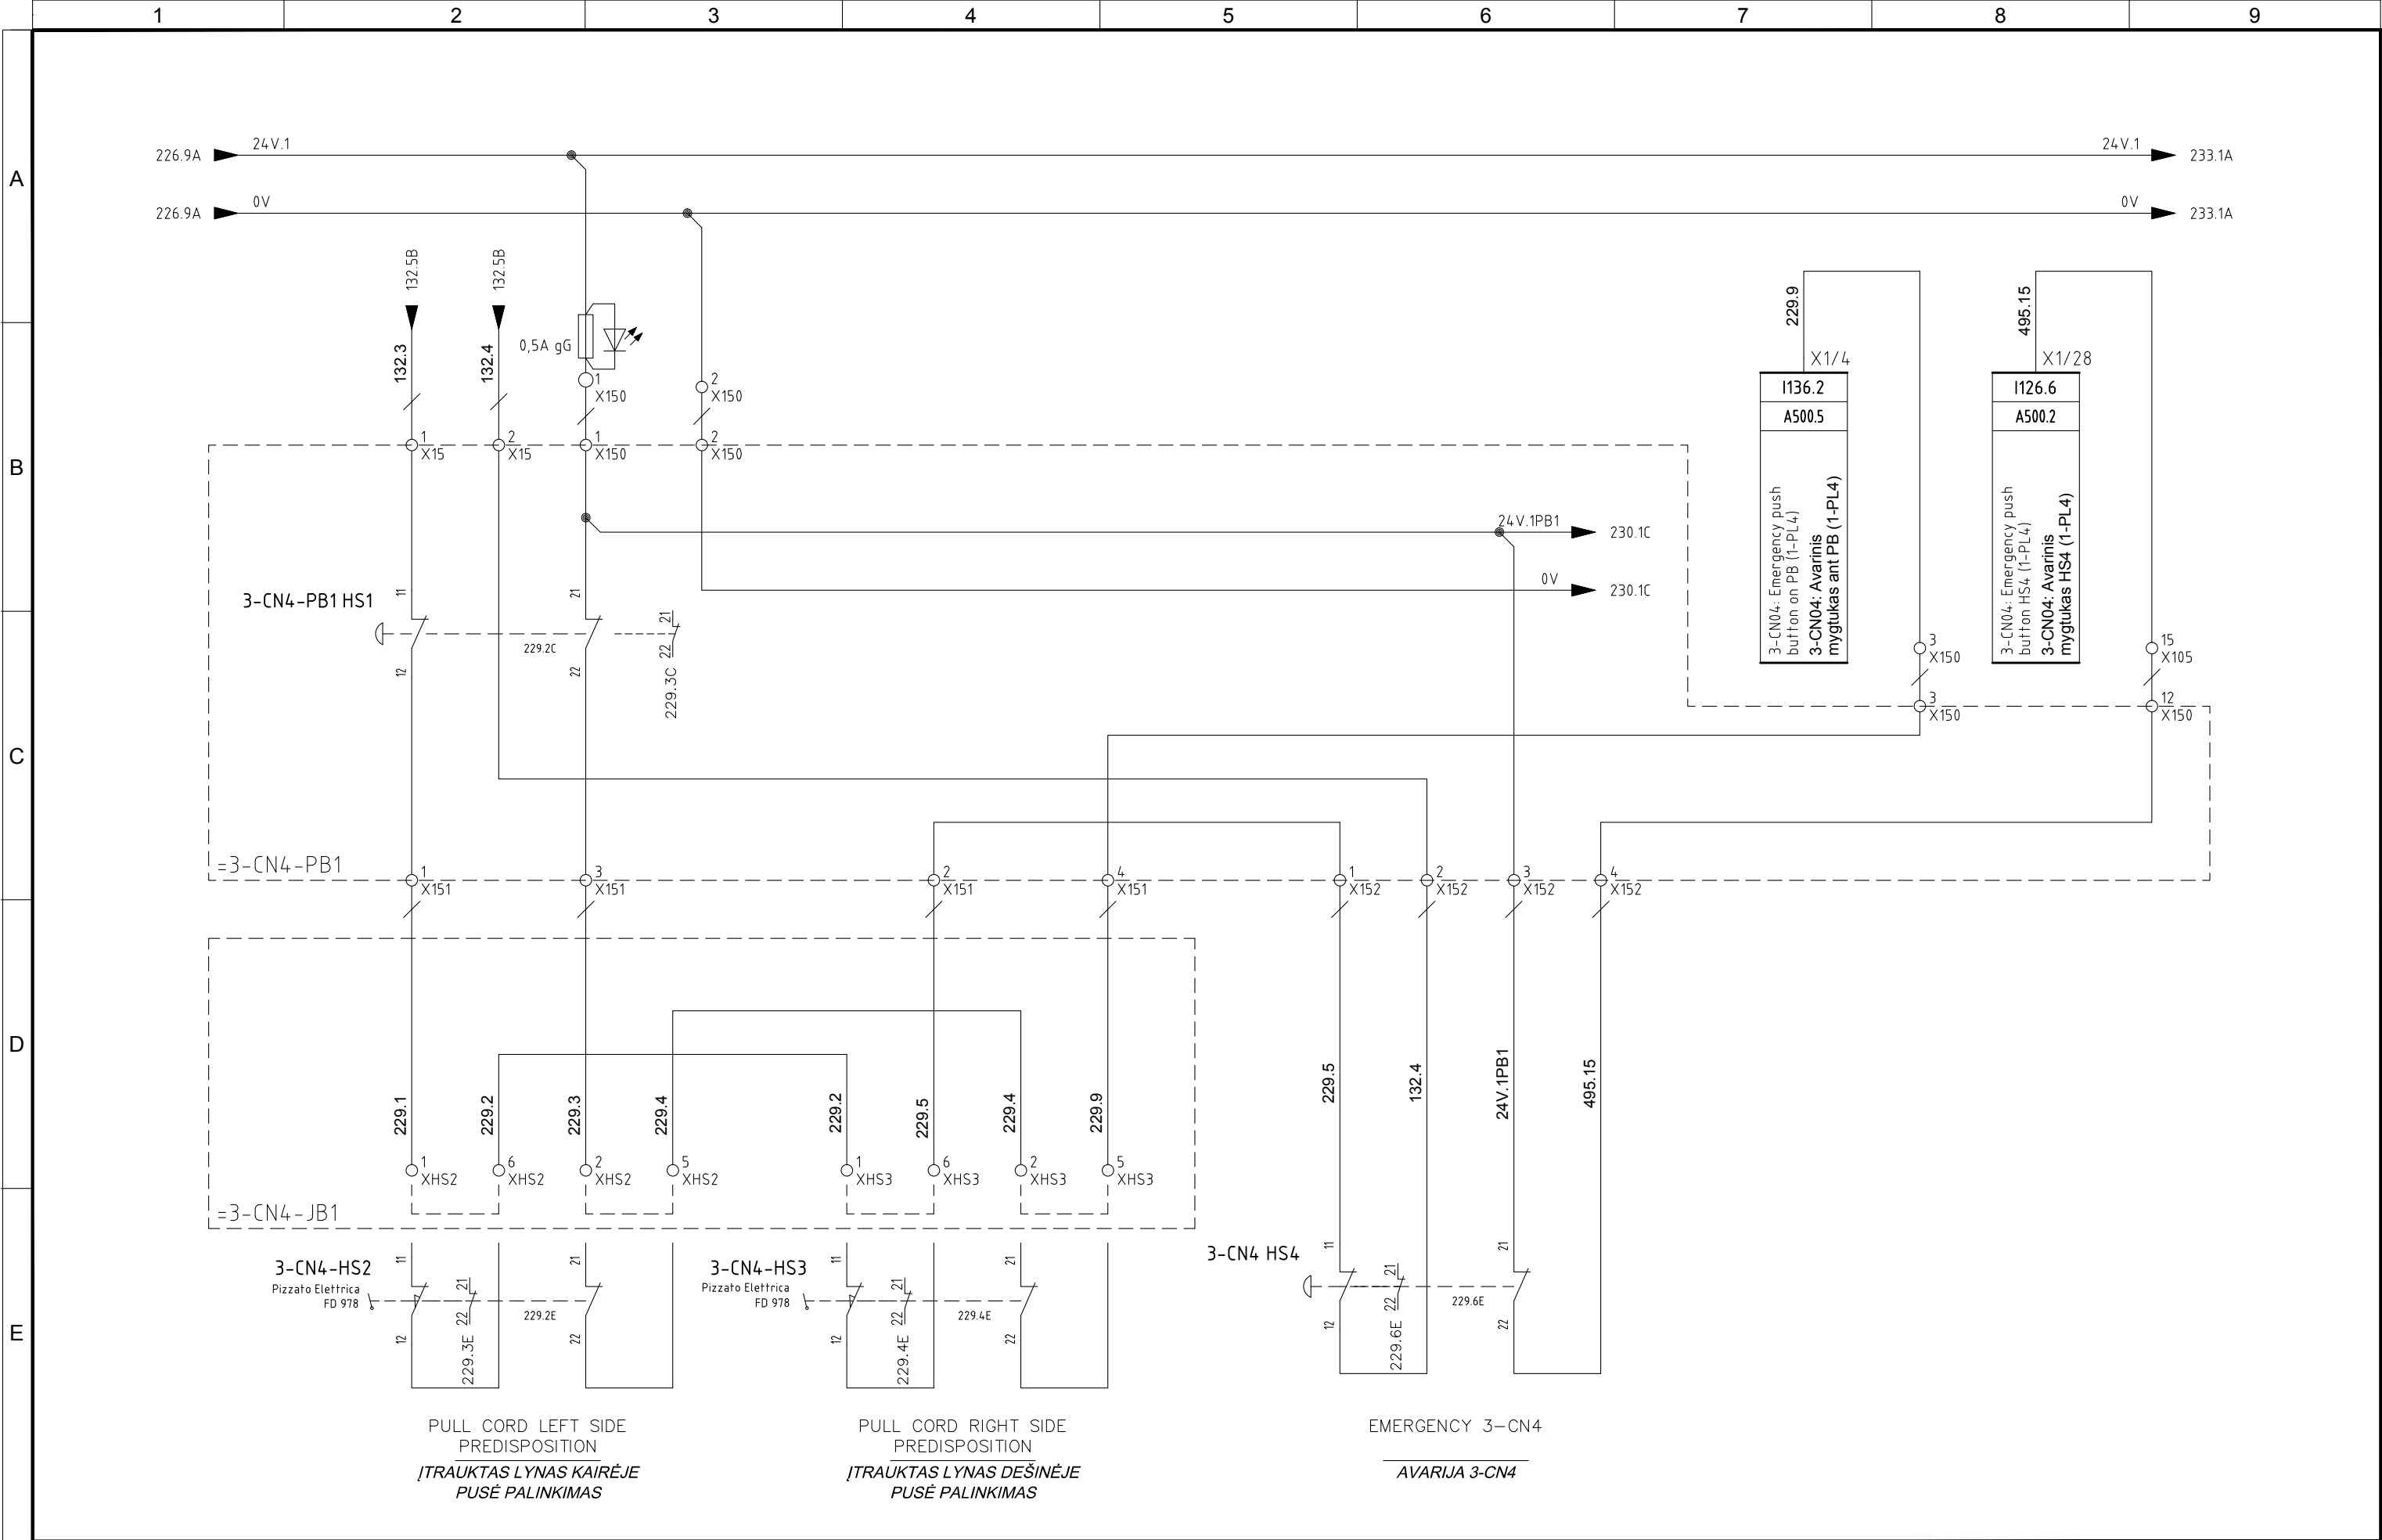 1 2 3 4 5 6 7 8 9
A
B
C
D
E
226.9A 24V.1 24V.1 233.1A
226.9A 0V 0V 233.1A
132.5B
132.5B
132.3
132.4
0,5A gG
1
X150
2
X150
1
X15
2
X15
1
X150
2
X150
229.9
X1/4
I136.2
A500.5
3-CN04: Emergency push
button on PB (1-PL4)
3-CN04: Avarinis
mygtukas ant PB (1-PL4)
495.15
X1/28
I126.6
A500.2
3-CN04: Emergency push
button HS4 (1-PL4)
3-CN04: Avarinis
mygtukas HS4 (1-PL4)
24V.1PB1 230.1C
0V 230.1C
3-CN4-PB1 HS1
11
12
229.2C
21
22
21
22
229.3C
3
X150
15
X105
3
X150
12
X150
=3-CN4-PB1
1
X151
3
X151
2
X151
4
X151
1
X152
2
X152
3
X152
4
X152
229.1
229.2
229.3
229.4
229.2
229.5
229.4
229.9
229.5
132.4
24V.1PB1
495.15
1
XHS2
6
XHS2
2
XHS2
5
XHS2
1
XHS3
6
XHS3
2
XHS3
5
XHS3
=3-CN4-JB1
3-CN4-HS2
Pizzato Elettrica
FD 978
11
12
21
22
229.3E
229.2E
21
22
3-CN4-HS3
Pizzato Elettrica
FD 978
11
12
21
22
229.4E
229.4E
21
22
3-CN4 HS4
11
12
21
22
229.6E
229.6E
21
22
PULL CORD LEFT SIDE
PREDISPOSITION
ĮTRAUKTAS LYNAS KAIRĖJE
PUSĖ PALINKIMAS
PULL CORD RIGHT SIDE
PREDISPOSITION
ĮTRAUKTAS LYNAS DEŠINĖJE
PUSĖ PALINKIMAS
EMERGENCY 3-CN4
AVARIJA 3-CN4